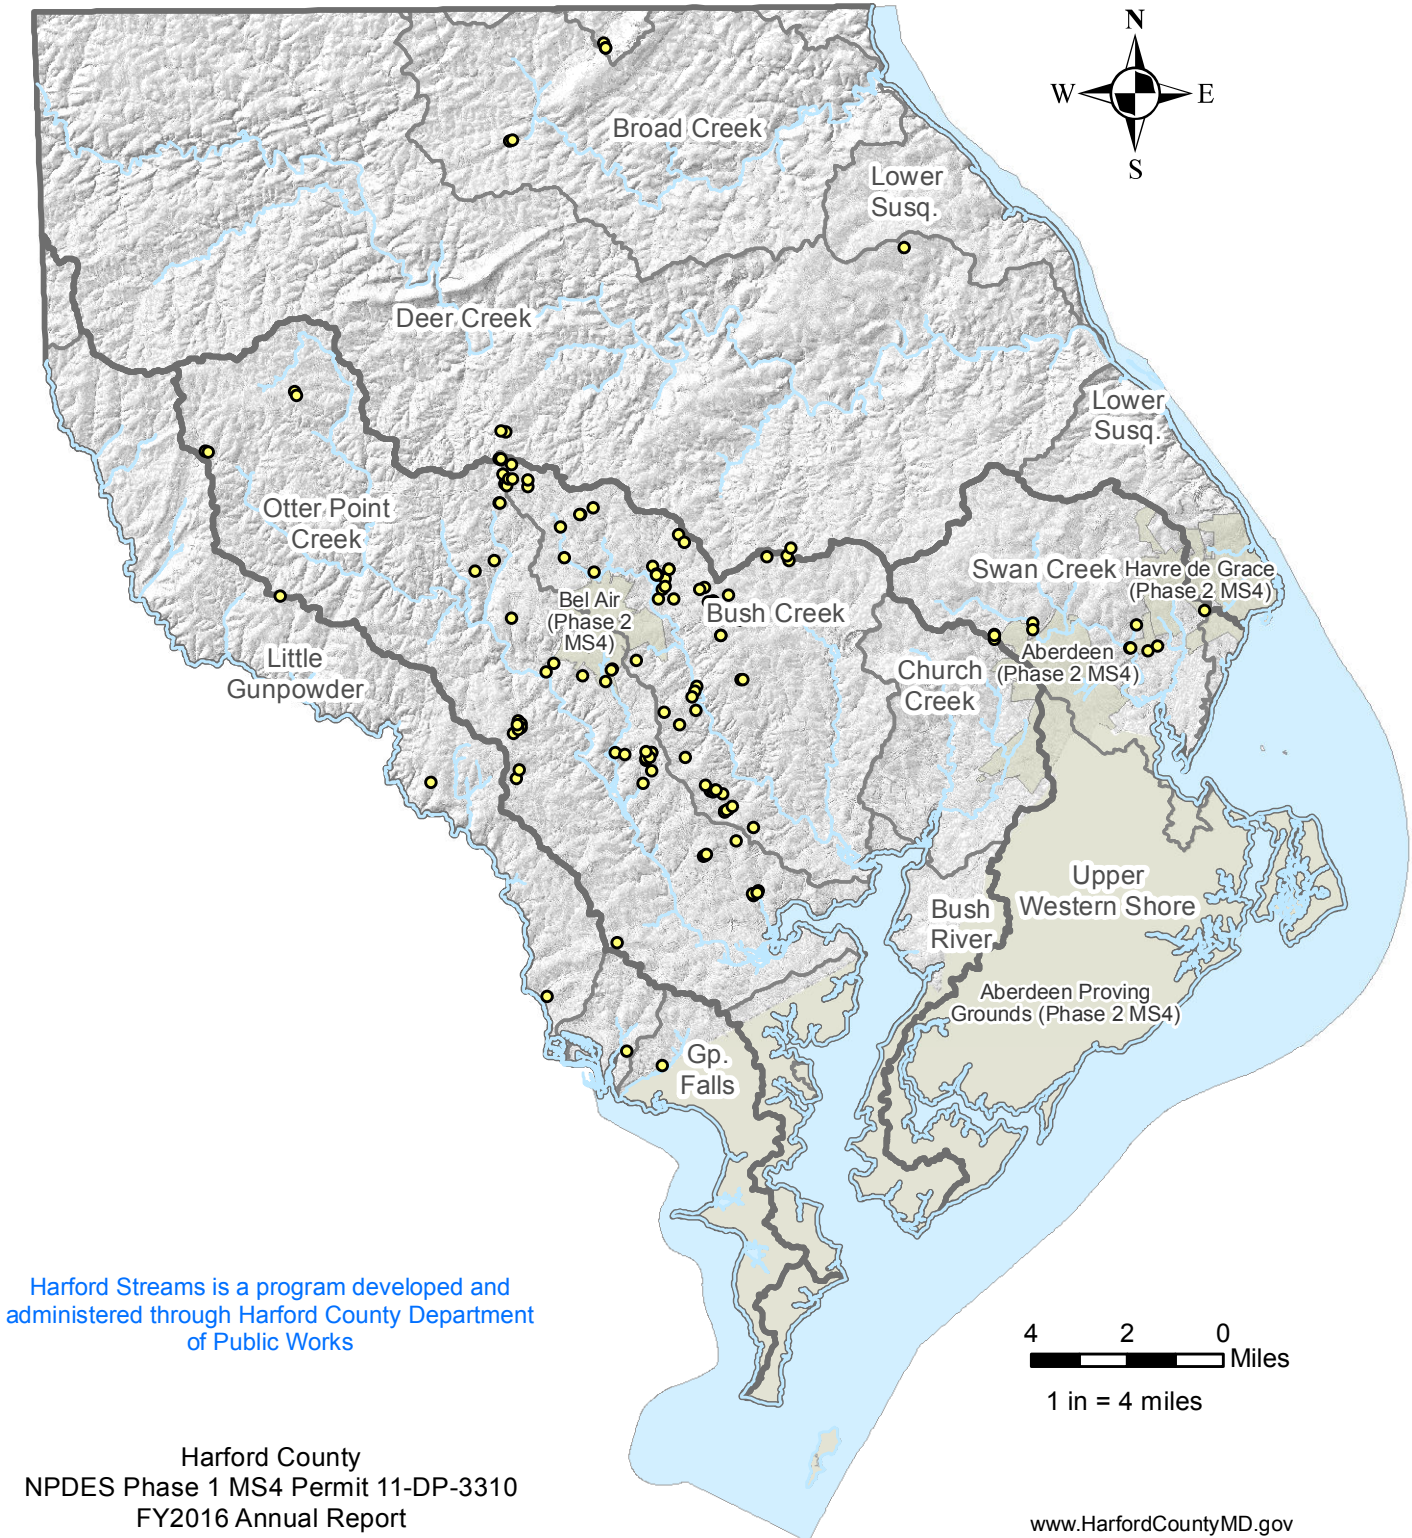 N
W
E
S
Broad Creek
Lower
Susq.
Deer Creek
Lower
Susq.
Otter Point
Creek
Swan Creek
Havre de Grace
(Phase 2 MS4)
Bel Air
(Phase 2
MS4)
Bush Creek
Little
Gunpowder
Church
Creek
Aberdeen
(Phase 2 MS4)
Upper
Western Shore
Bush
River
Aberdeen Proving
Grounds (Phase 2 MS4)
Gp.
Falls
Harford Streams is a program developed and
administered through Harford County Department
of Public Works
4 2 0
Miles
1 in = 4 miles
Harford County
NPDES Phase 1 MS4 Permit 11-DP-3310
FY2016 Annual Report
www.HarfordCountyMD.gov